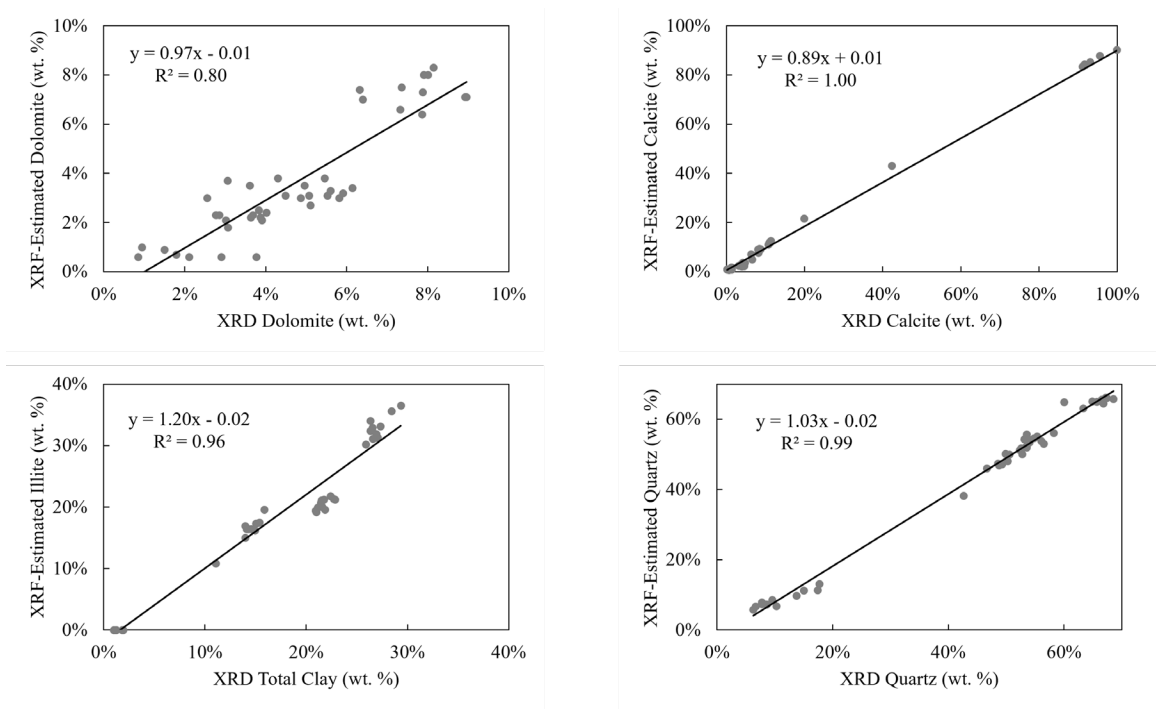 y = 0.97x - 0.01
R² = 0.80
XRF-Estimated Dolomite (wt. %)
10%
8%
6%
4%
2%
0%
0% 2% 4% 6% 8% 10%
XRD Dolomite (wt. %)
y = 0.89x + 0.01
R² = 1.00
XRF-Estimated Calcite (wt. %)
100%
80%
60%
40%
20%
0%
0% 20% 40% 60% 80% 100%
XRD Calcite (wt. %)
y = 1.20x - 0.02
R² = 0.96
XRF-Estimated Illite (wt. %)
40%
30%
20%
10%
0%
0% 10% 20% 30% 40%
XRD Total Clay (wt. %)
y = 1.03x - 0.02
R² = 0.99
XRF-Estimated Quartz (wt. %)
60%
40%
20%
0%
0% 20% 40% 60%
XRD Quartz (wt. %)